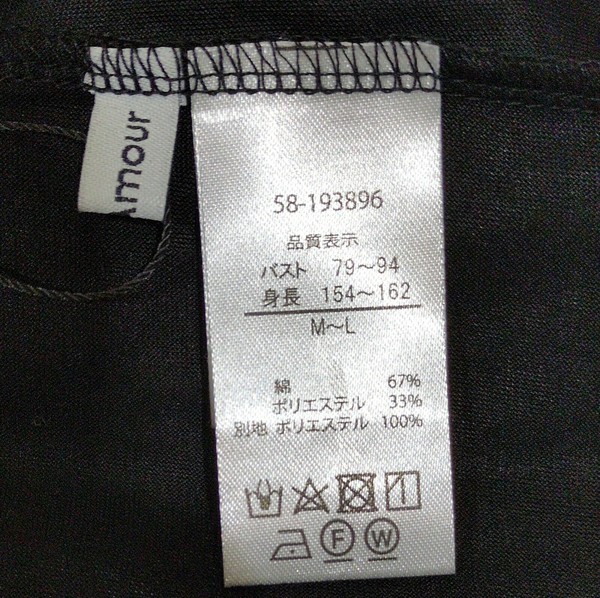 Amour
58-193896
品質表示
バスト 79～94
身長 154～162
M～L
綿 67%
ポリエステル 33%
別地 ポリエステル 100%
F W